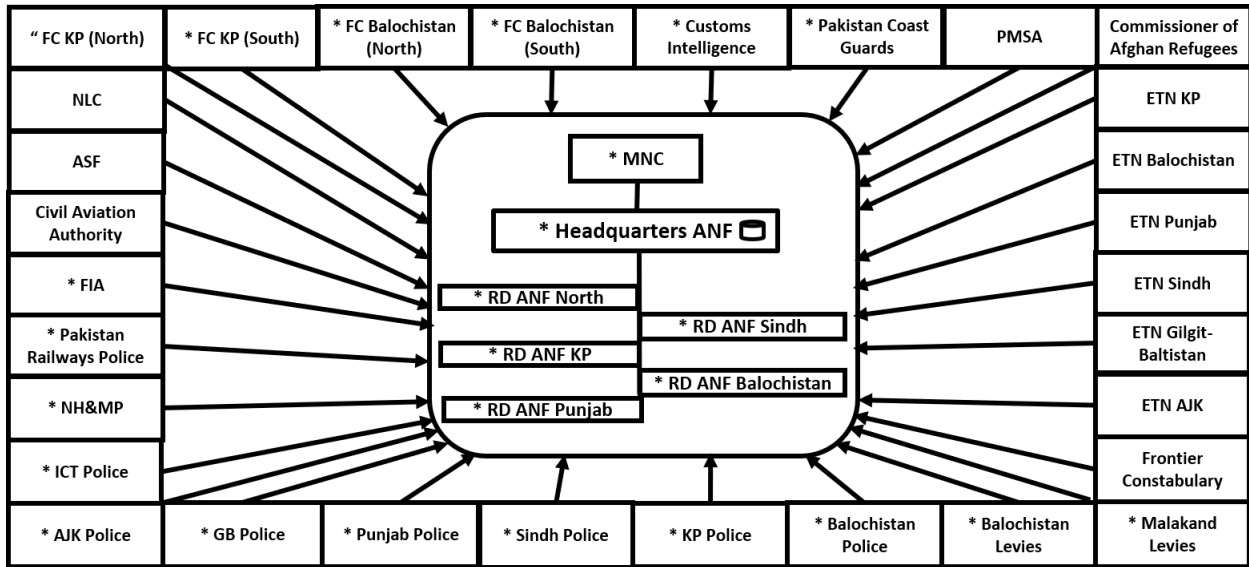 “ FC KP (North)
* FC KP (South)
* FC Balochistan
(North)
* FC Balochistan
(South)
* Customs
Intelligence
* Pakistan Coast
Guards
PMSA
Commissioner of
Afghan Refugees
NLC
ASF
Civil Aviation
Authority
* FIA
* Pakistan
Railways Police
* NH&MP
* ICT Police
* MNC
* Headquarters ANF
* RD ANF North
* RD ANF Sindh
* RD ANF KP
* RD ANF Balochistan
* RD ANF Punjab
ETN KP
ETN Balochistan
ETN Punjab
ETN Sindh
ETN Gilgit-
Baltistan
ETN AJK
Frontier
Constabulary
* AJK Police
* GB Police
* Punjab Police
* Sindh Police
* KP Police
* Balochistan
Police
* Balochistan
Levies
* Malakand
Levies